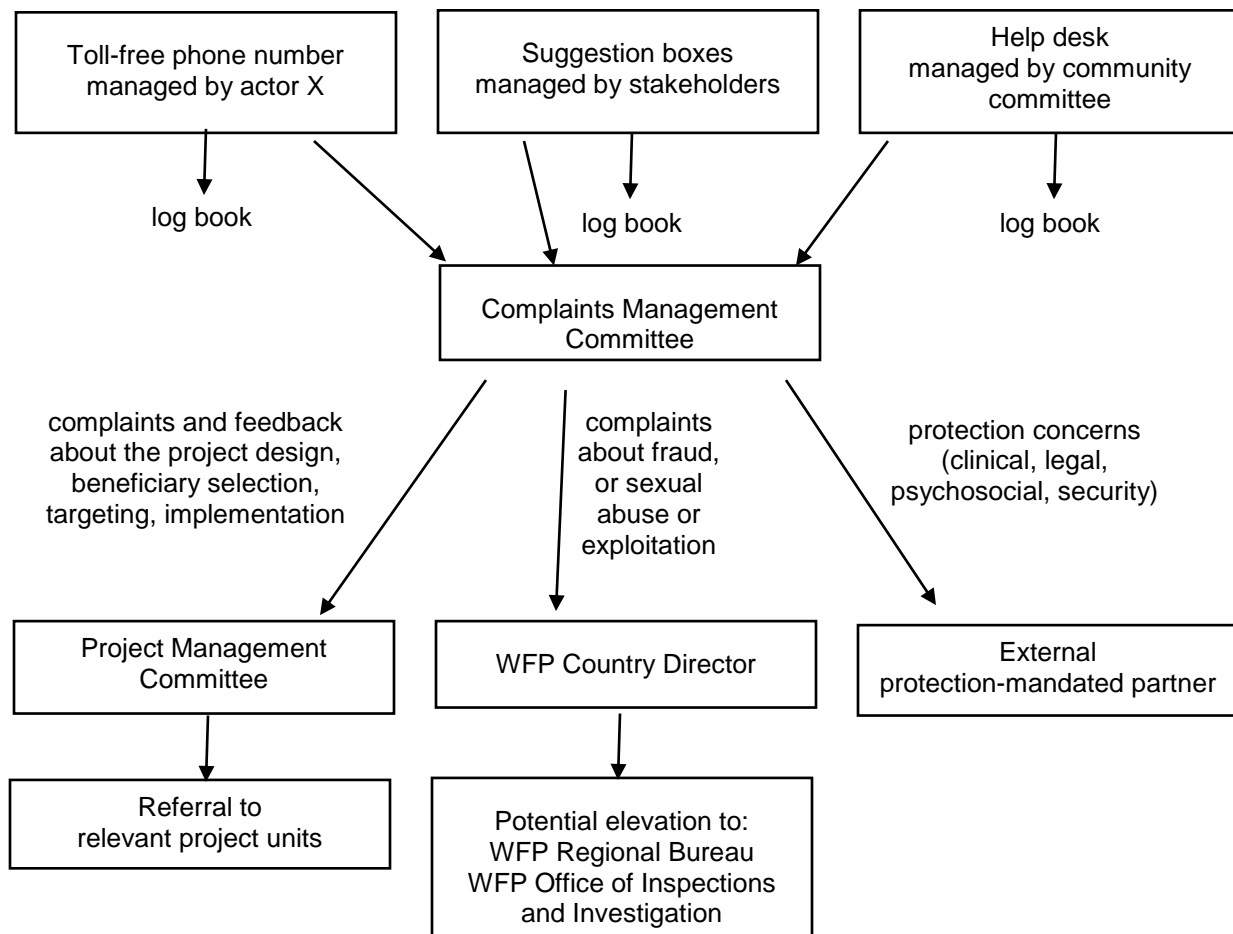 Toll-free phone number
managed by actor X
Suggestion boxes
managed by stakeholders
Help desk
managed by community
committee
log book
log book
log book
Complaints Management
Committee
complaints and feedback
about the project design,
beneficiary selection,
targeting, implementation
complaints
about fraud,
or sexual
abuse or
exploitation
protection concerns
(clinical, legal,
psychosocial, security)
Project Management
Committee
WFP Country Director
External
protection-mandated partner
Referral to
relevant project units
Potential elevation to:
WFP Regional Bureau
WFP Office of Inspections
and Investigation